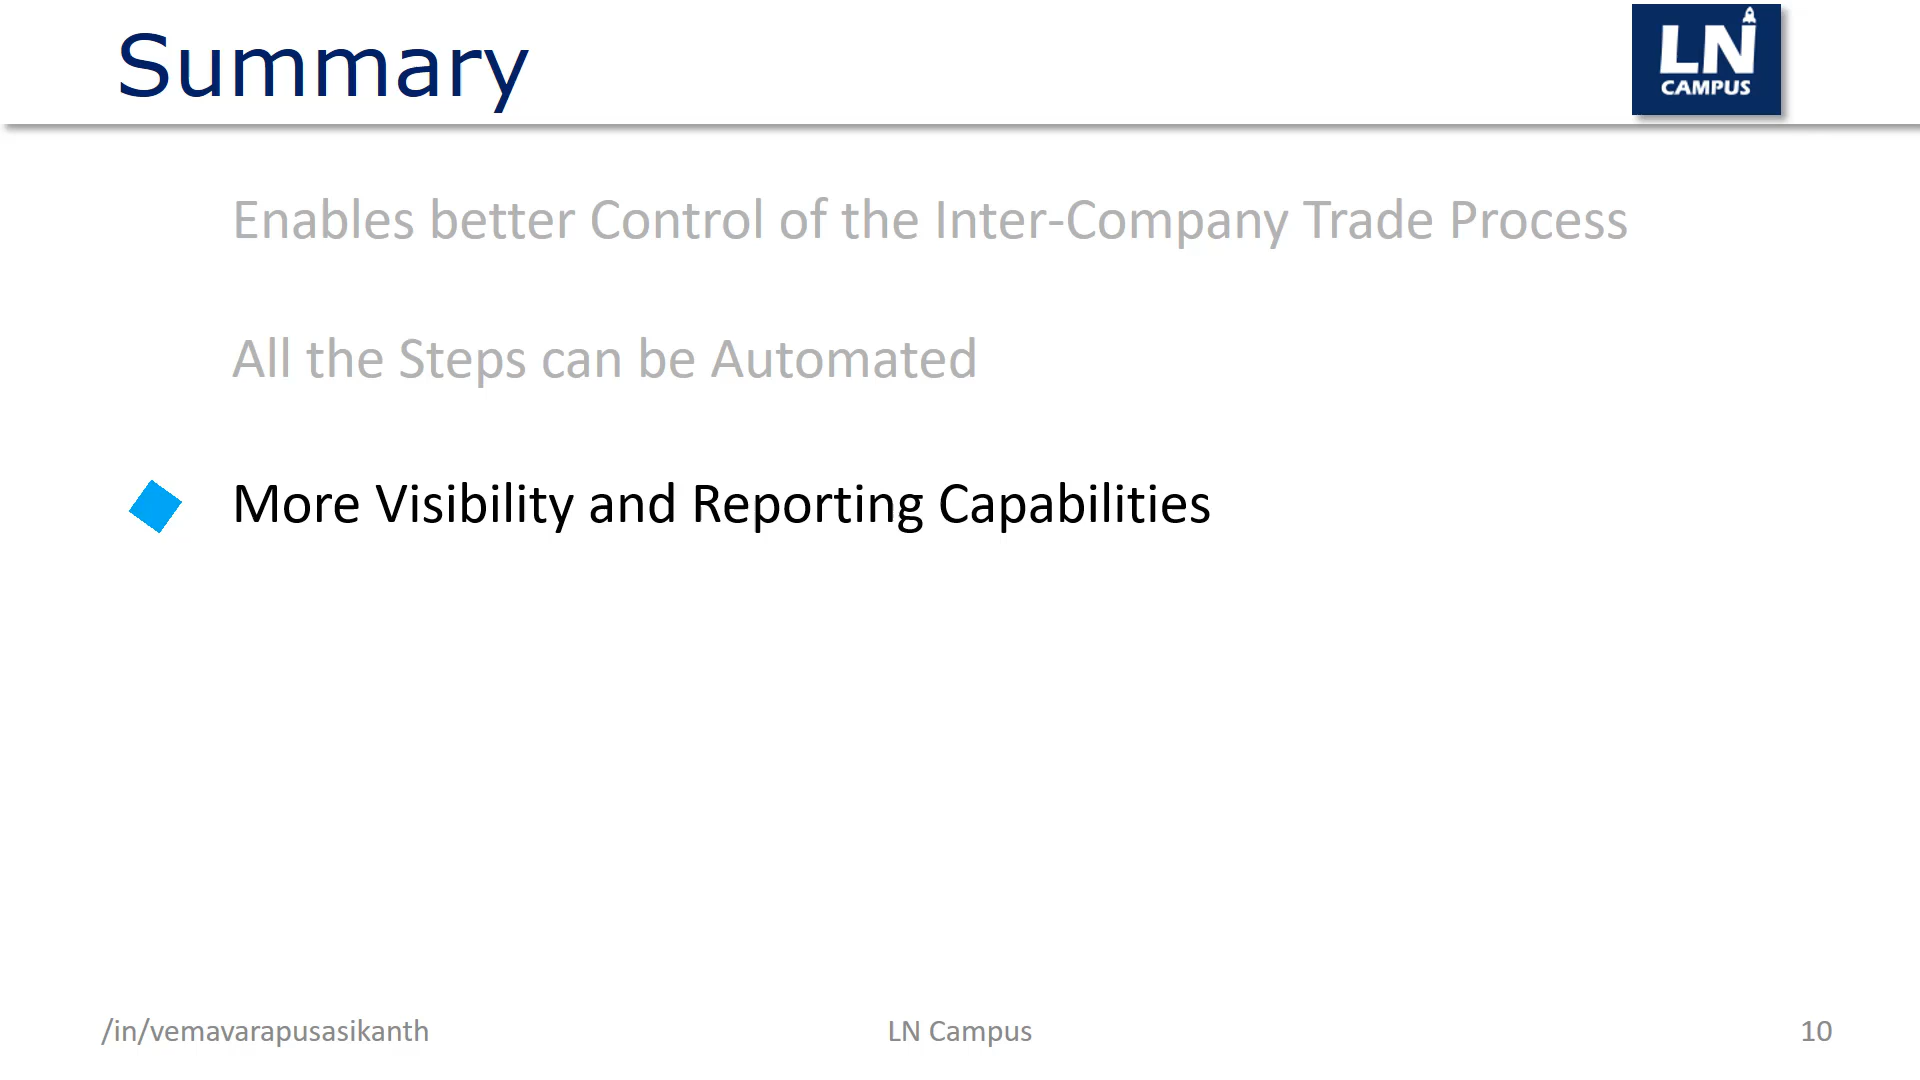 Summary
LN
CAMPUS
Enables better Control of the Inter-Company Trade Process
All the Steps can be Automated
More Visibility and Reporting Capabilities
/in/vemavarapusasikanth
LN Campus
10